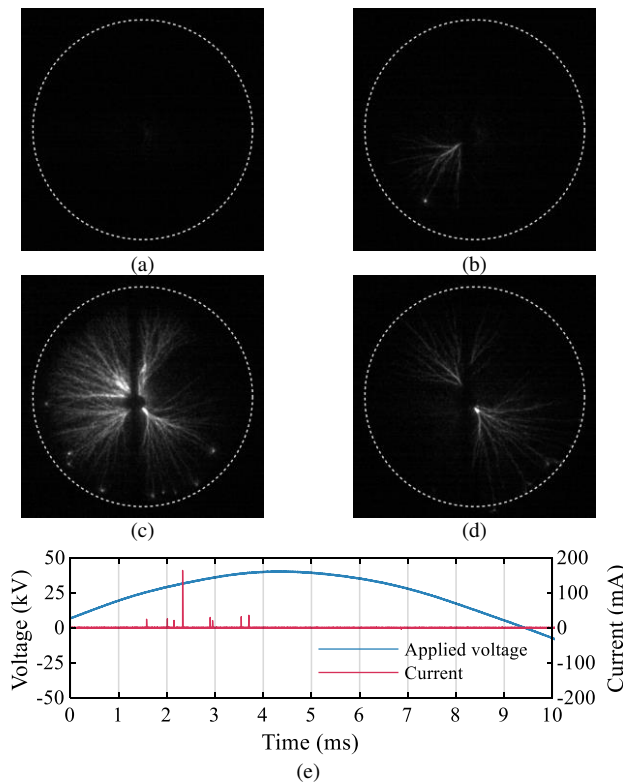 (a)
(b)
(c)
(d)
50
25
0
-25
-50
Voltage (kV)
200
100
0
-100
-200
Current (mA)
Applied voltage
Current
0 1 2 3 4 5 6 7 8 9 10
Time (ms)
(e)